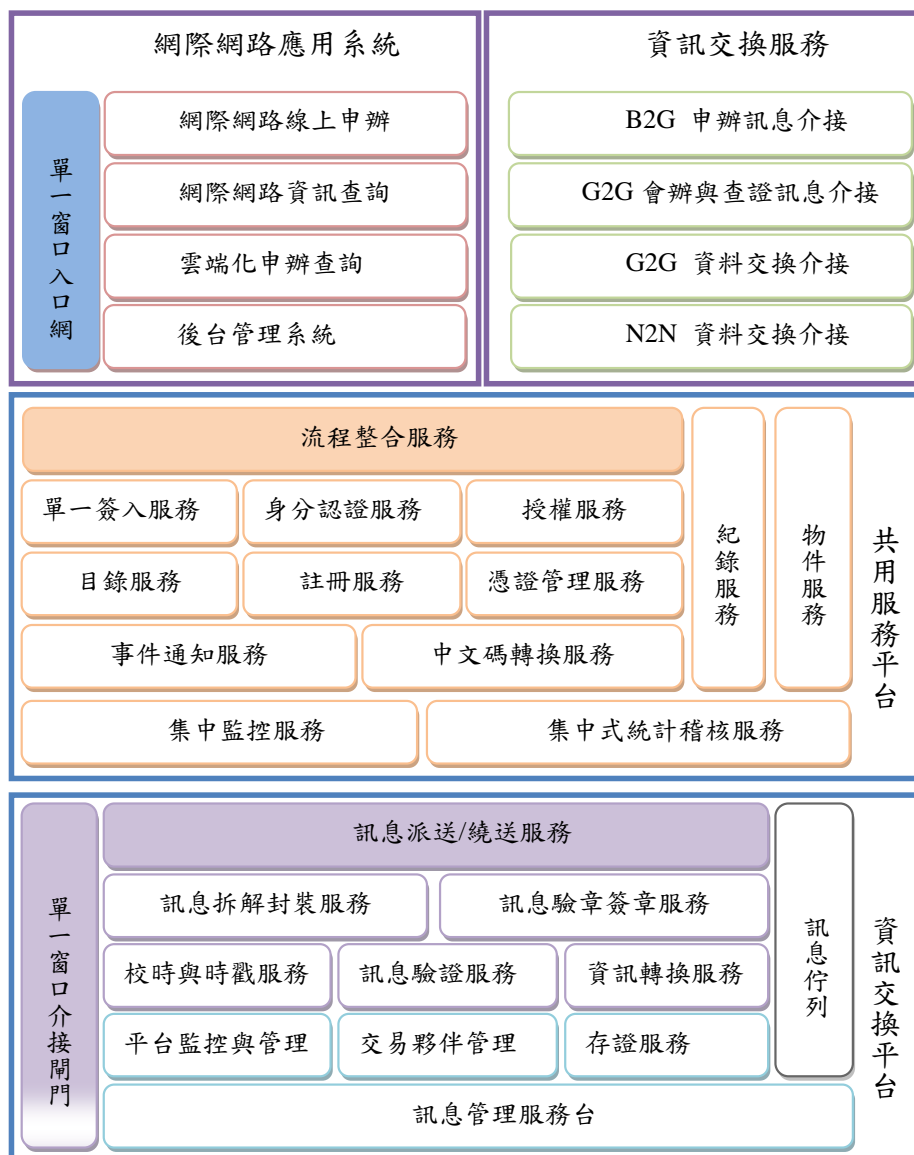 網際網路應用系統
單一窗口入口網
網際網路線上申辦
網際網路資訊查詢
雲端化申辦查詢
後台管理系統
資訊交換服務
B2G 申辦訊息介接
G2G 會辦與查證訊息介接
G2G 資料交換介接
N2N 資料交換介接
流程整合服務
單一簽入服務
身分認證服務
授權服務
目錄服務
註冊服務
憑證管理服務
事件通知服務
中文碼轉換服務
紀錄服務
物件服務
集中監控服務
集中式統計稽核服務
共用服務平台
單一窗口介接閘門
訊息派送/繞送服務
訊息拆解封裝服務
訊息驗章簽章服務
校時與時戳服務
訊息驗證服務
資訊轉換服務
平台監控與管理
交易夥伴管理
存證服務
訊息佇列
訊息管理服務台
資訊交換平台